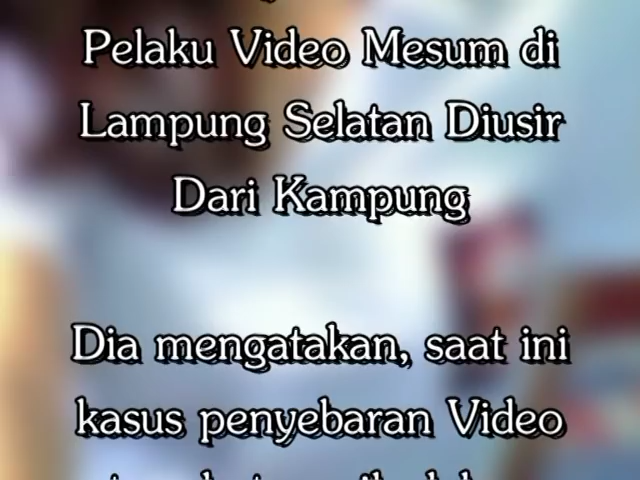 Pelaku Video Mesum di
Lampung Selatan Diusir
Dari Kampung
Dia mengatakan, saat ini
kasus penyebaran Video